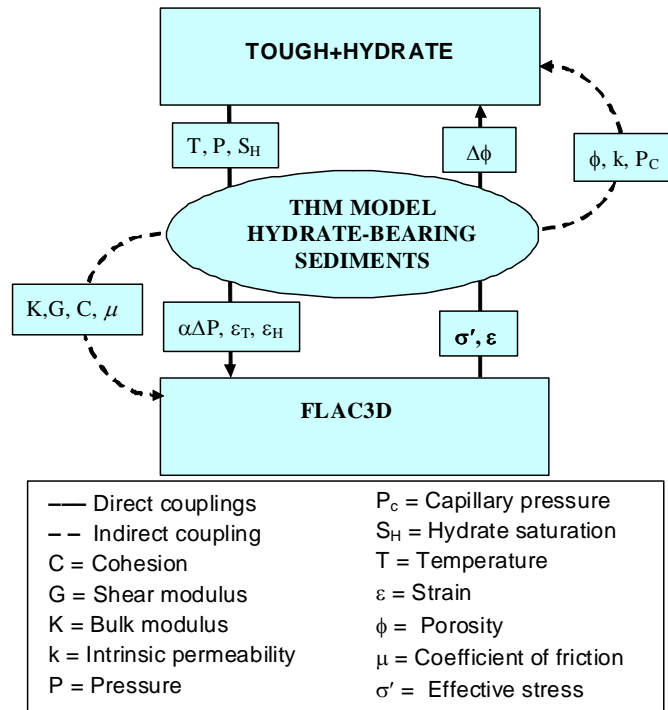 TOUGH+HYDRATE
T, P, S_H
Δϕ
ϕ, k, P_C
THM MODEL
HYDRATE-BEARING
SEDIMENTS
K,G, C, μ
αΔP, ε_T, ε_H
σ′, ε
FLAC3D
Direct couplings
Indirect coupling
C = Cohesion
G = Shear modulus
K = Bulk modulus
k = Intrinsic permeability
P = Pressure
P_c = Capillary pressure
S_H = Hydrate saturation
T = Temperature
ε = Strain
ϕ = Porosity
μ = Coefficient of friction
σ′ = Effective stress